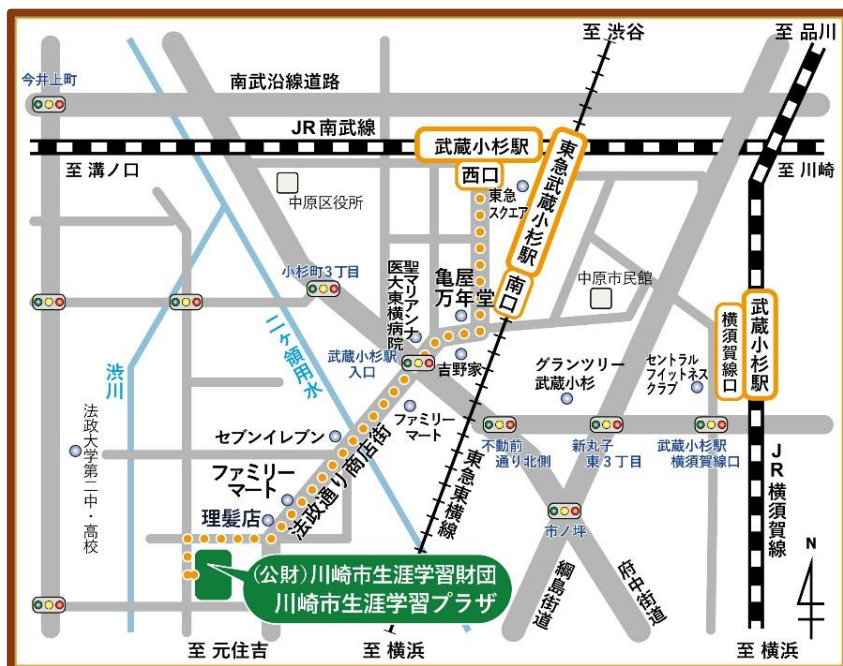 至 渋谷
至 品川
今井上町
南武沿線道路
JR南武線
武蔵小杉駅
西口
東急武蔵小杉駅
南口
至 溝ノ口
至 川崎
中原区役所
東急
スクエア
小杉町3丁目
聖マリアンナ
医大東横病院
亀屋
万年堂
中原市民館
武蔵小杉駅
横須賀線口
二ヶ領用水
渋川
武蔵小杉駅
入口
吉野家
グランツリー
武蔵小杉
セントラル
フィットネス
クラブ
ファミリー
マート
セブンイレブン
不動前
通り北側
新丸子
東3丁目
武蔵小杉駅
横須賀線口
法政大学第二中・高校
法政通り商店街
東急東横線
JR横須賀線
ファミリー
マート
理髪店
市ノ坪
綱島街道
府中街道
N
(公財)川崎市生涯学習財団
川崎市生涯学習プラザ
至 元住吉
至 横浜
至 横浜